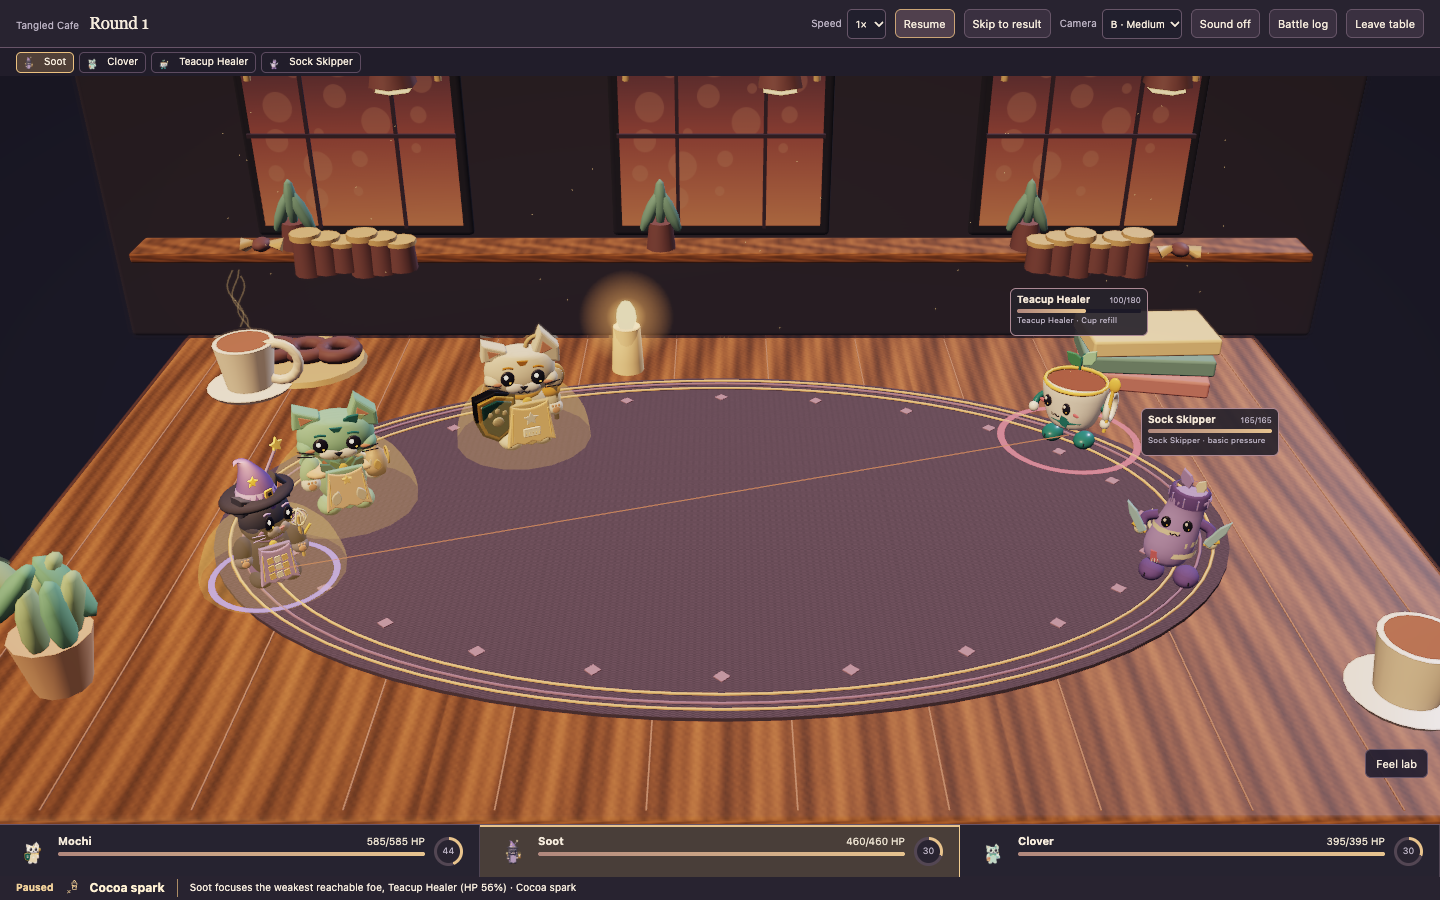 Tangled Cafe Round 1
Speed 1x Resume Skip to result Camera B · Medium Sound off Battle log Leave table
Soot Clover Teacup Healer Sock Skipper
Teacup Healer 100/180
Teacup Healer · Cup refill
Sock Skipper 165/165
Sock Skipper · basic pressure
Feel lab
Mochi 585/585 HP 44
Soot 460/460 HP 30
Clover 395/395 HP 30
Paused Cocoa spark Soot focuses the weakest reachable foe, Teacup Healer (HP 56%) · Cocoa spark